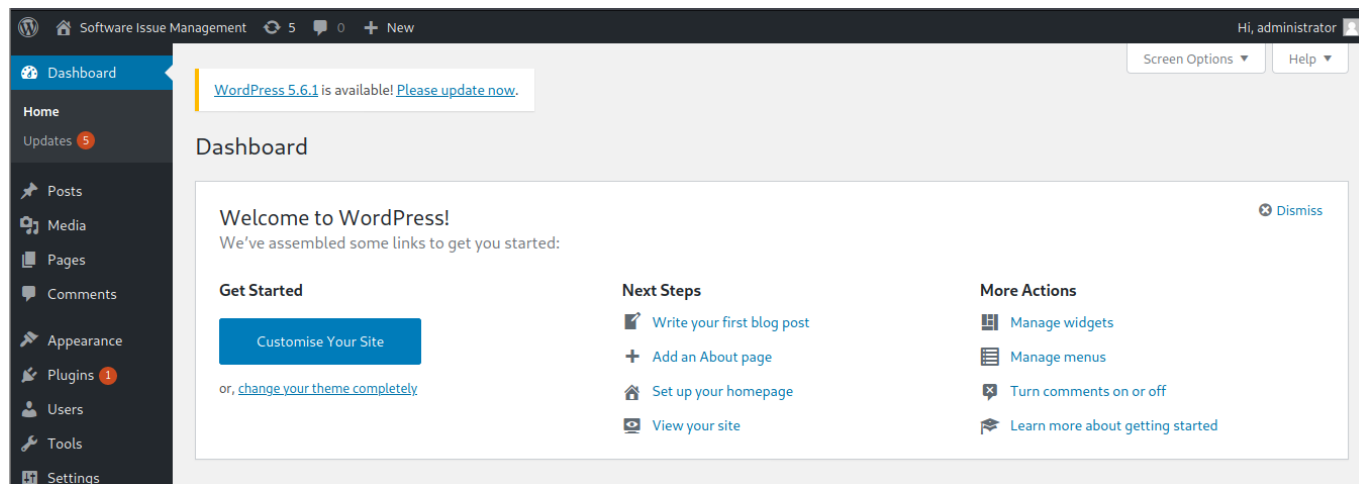 Software Issue Management 5 0 New Hi, administrator
Screen Options Help
Dashboard
Home
Updates 5
Posts
Media
Pages
Comments
Appearance
Plugins 1
Users
Tools
Settings
WordPress 5.6.1 is available! Please update now.
Dashboard
Welcome to WordPress!
We've assembled some links to get you started:
Dismiss
Get Started
Customise Your Site
or, change your theme completely
Next Steps
Write your first blog post
Add an About page
Set up your homepage
View your site
More Actions
Manage widgets
Manage menus
Turn comments on or off
Learn more about getting started